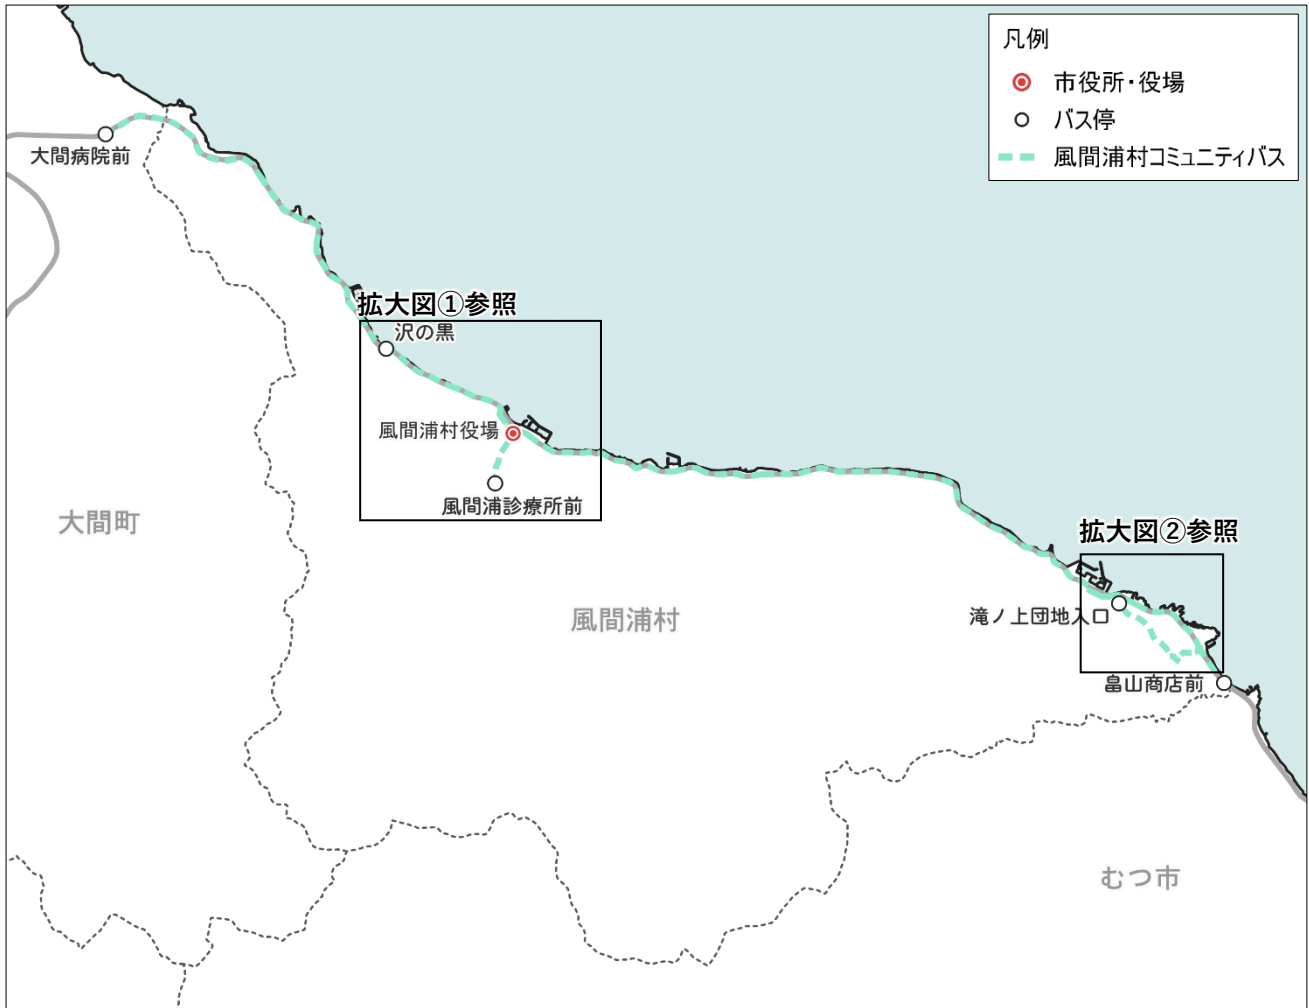 凡例
市役所・役場
バス停
風間浦村コミュニティバス
大間病院前
拡大図①参照
沢の黒
風間浦村役場
風間浦診療所前
大間町
拡大図②参照
滝ノ上団地入口
風間浦村
畠山商店前
むつ市